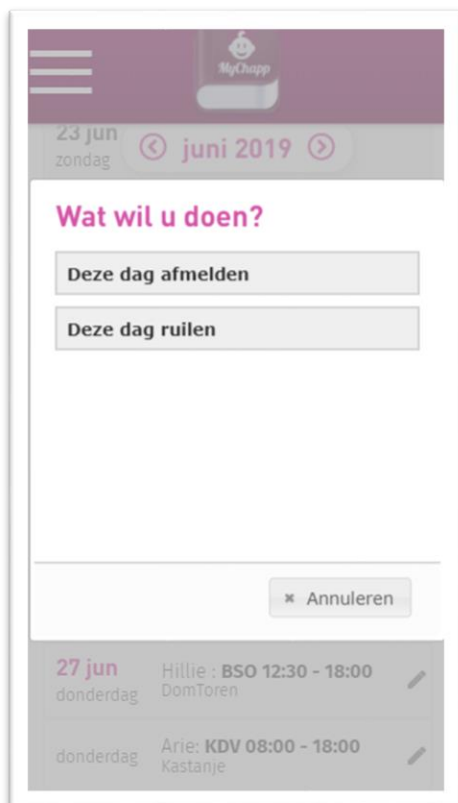 MyChapp
23 jun
zondag
juni 2019
Wat wil u doen?
Deze dag afmelden
Deze dag ruilen
Annuleren
27 jun
donderdag
Hillie : BSO 12:30 - 18:00
DomToren
donderdag
Arie: KDV 08:00 - 18:00
Kastanje